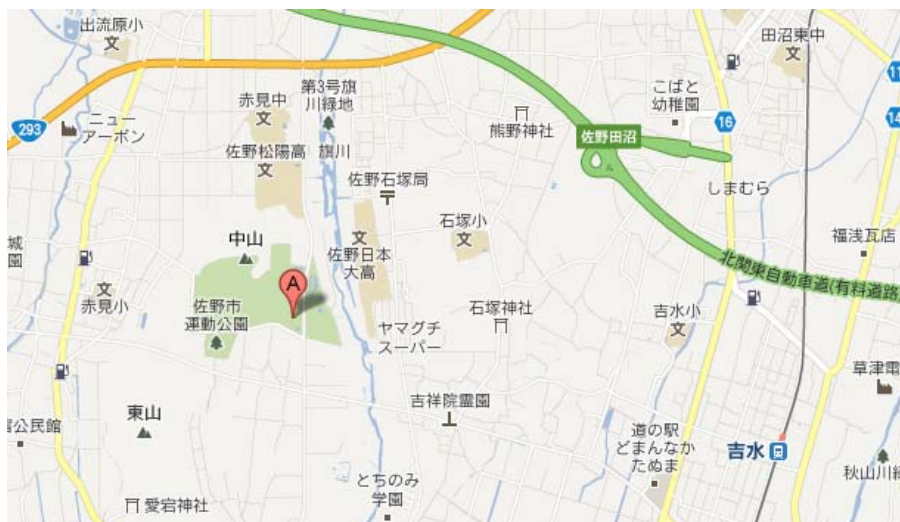 出流原小
田沼東中
第3号旗
川緑地
赤見中
こばと
幼稚園
11
293
ニュー
アーボン
熊野神社
佐野田沼
16
14
佐野松陽高
旗川
佐野石塚局
しまむら
石塚小
中山
福浅瓦店
城
園
佐野日本
大高
北関東自動車道(有料道路)
A
赤見小
佐野市
運動公園
石塚神社
吉水小
ヤマグチ
スーパー
草津電
吉祥院霊園
東山
公民館
道の駅
どまんなか
たぬま
吉水
秋山川緑
とちのみ
学園
愛宕神社